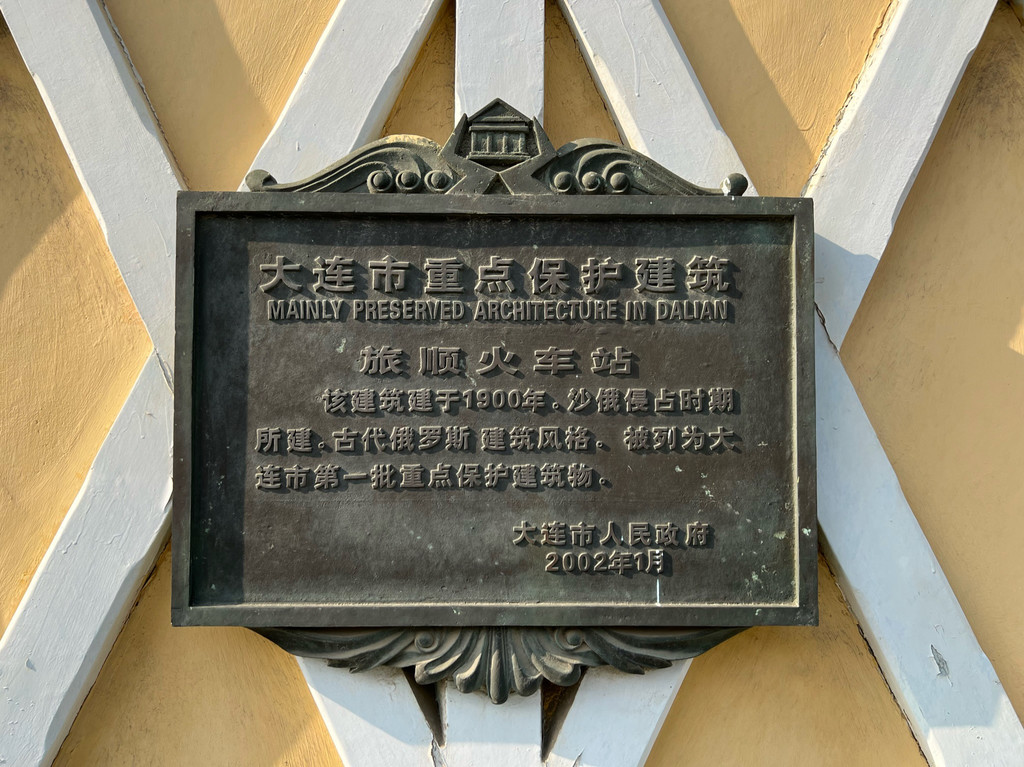 大连市重点保护建筑
MAINLY PRESERVED ARCHITECTURE IN DALIAN
旅顺火车站
该建筑建于1900年。沙俄侵占时期
所建。古代俄罗斯 建筑风格。 被列为大
连市第一批重点保护建筑物。
大连市人民政府
2002年1月